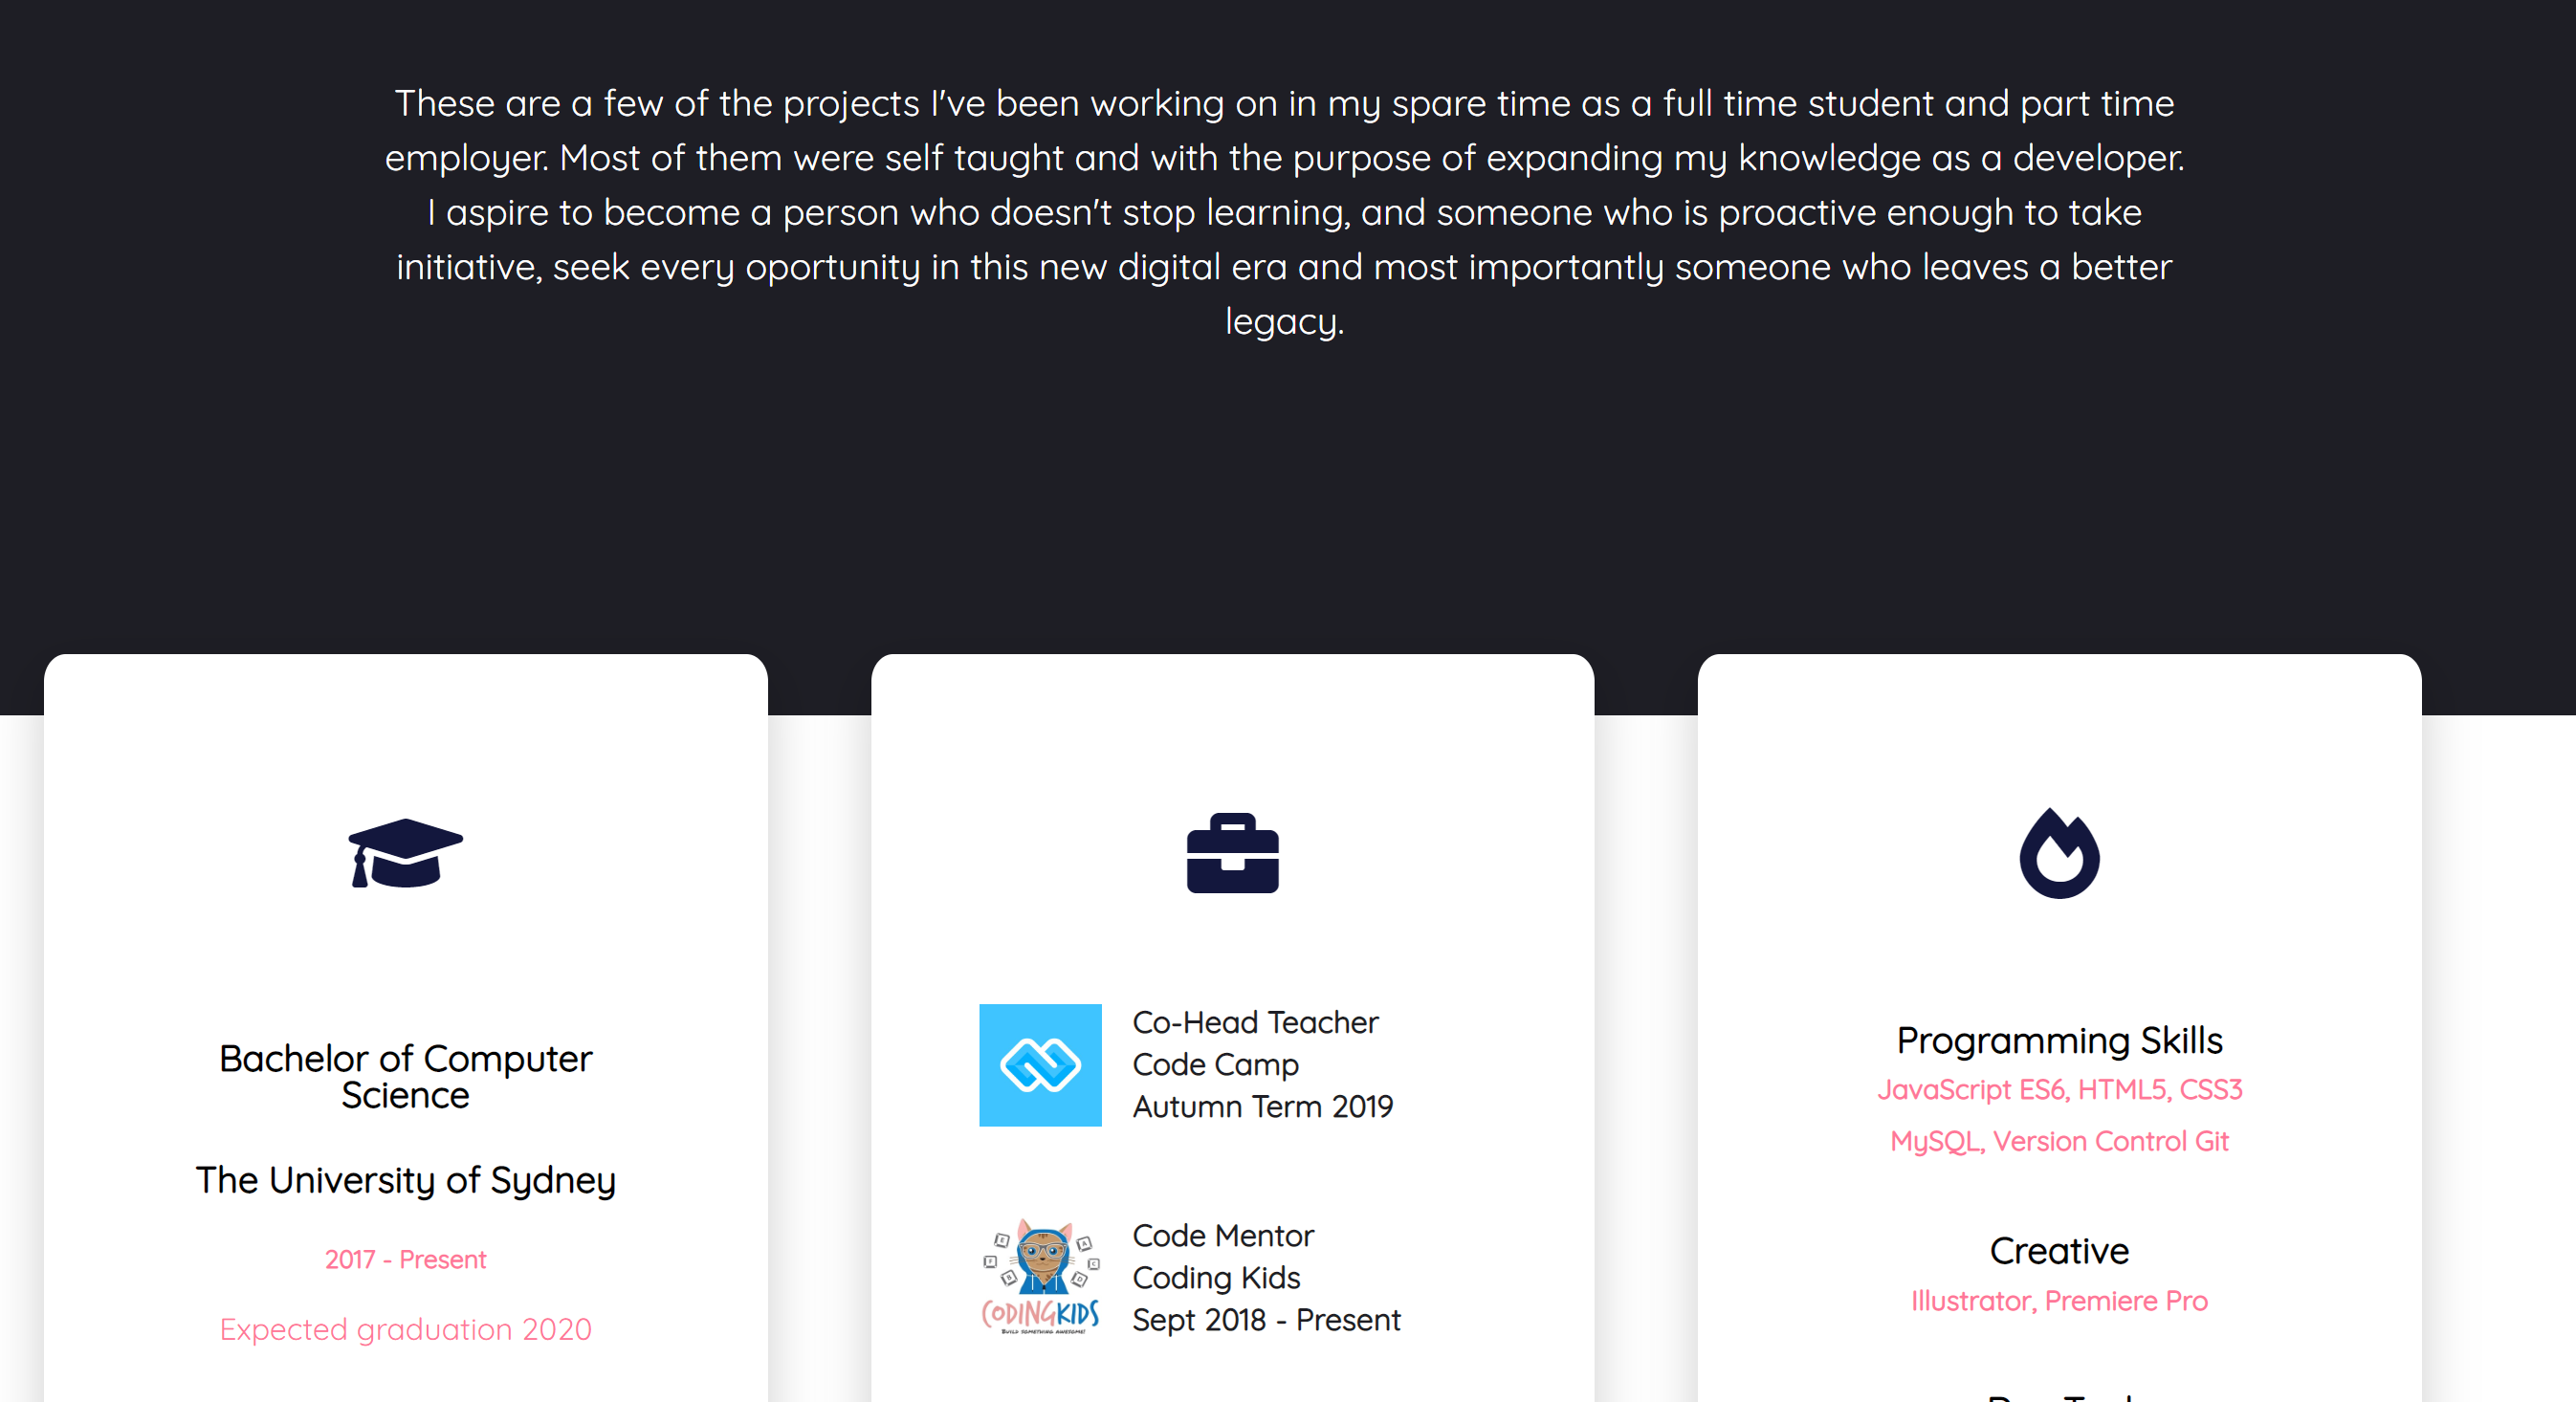 These are a few of the projects I've been working on in my spare time as a full time student and part time
employer. Most of them were self taught and with the purpose of expanding my knowledge as a developer.
I aspire to become a person who doesn't stop learning, and someone who is proactive enough to take
initiative, seek every oportunity in this new digital era and most importantly someone who leaves a better
legacy.
Bachelor of Computer
Science
The University of Sydney
2017 - Present
Expected graduation 2020
Co-Head Teacher
Code Camp
Autumn Term 2019
CODINGKIDS
BUILD SOMETHING AWESOME!
Code Mentor
Coding Kids
Sept 2018 - Present
Programming Skills
JavaScript ES6, HTML5, CSS3
MySQL, Version Control Git
Creative
Illustrator, Premiere Pro